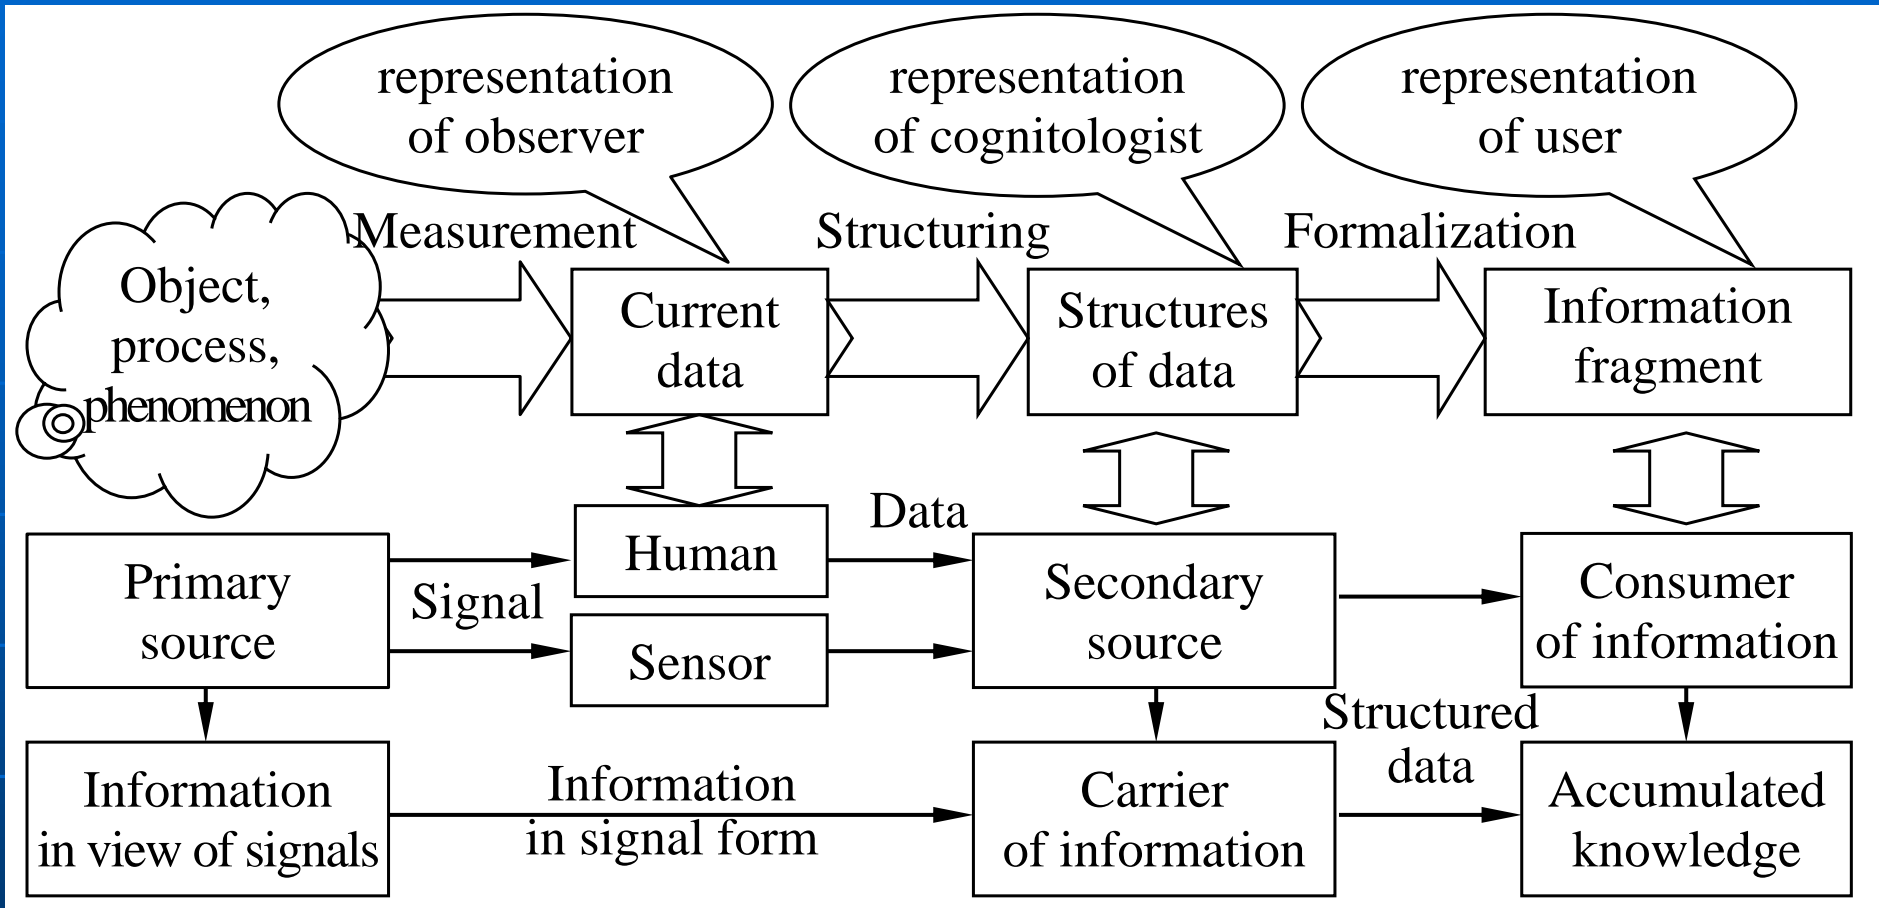 representation
of observer
representation
of cognitologist
representation
of user
Measurement
Structuring
Formalization
Object,
process,
phenomenon
Current
data
Structures
of data
Information
fragment
Data
Signal
Primary
source
Human
Sensor
Secondary
source
Consumer
of information
Structured
data
Information
in view of signals
Information
in signal form
Carrier
of information
Accumulated
knowledge